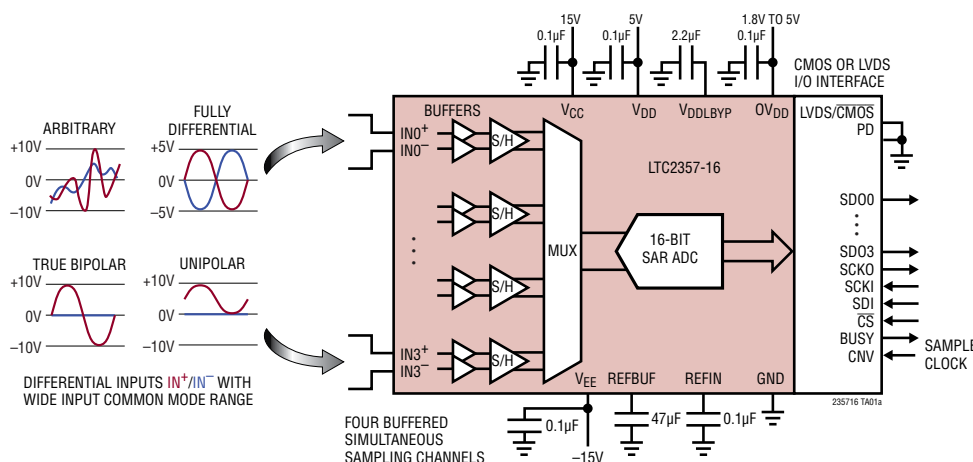 15V
5V
1.8V TO 5V
0.1µF
0.1µF
2.2µF
0.1µF
CMOS OR LVDS
I/O INTERFACE
VCC
VDD
VDDLBYP
OVDD
LVDS/CMOS
PD
BUFFERS
ARBITRARY
+10V
0V
–10V
FULLY
DIFFERENTIAL
+5V
0V
–5V
IN0+
IN0–
S/H
S/H
S/H
S/H
MUX
LTC2357-16
16-BIT
SAR ADC
SDO0
SDO3
SCKO
SCKI
SDI
CS
BUSY
CNV
SAMPLE
CLOCK
TRUE BIPOLAR
+10V
0V
–10V
UNIPOLAR
+10V
0V
–10V
IN3+
IN3–
DIFFERENTIAL INPUTS IN+/IN– WITH
WIDE INPUT COMMON MODE RANGE
VEE
REFBUF
REFIN
GND
235716 TA01a
FOUR BUFFERED
SIMULTANEOUS
SAMPLING CHANNELS
0.1µF
–15V
47µF
0.1µF